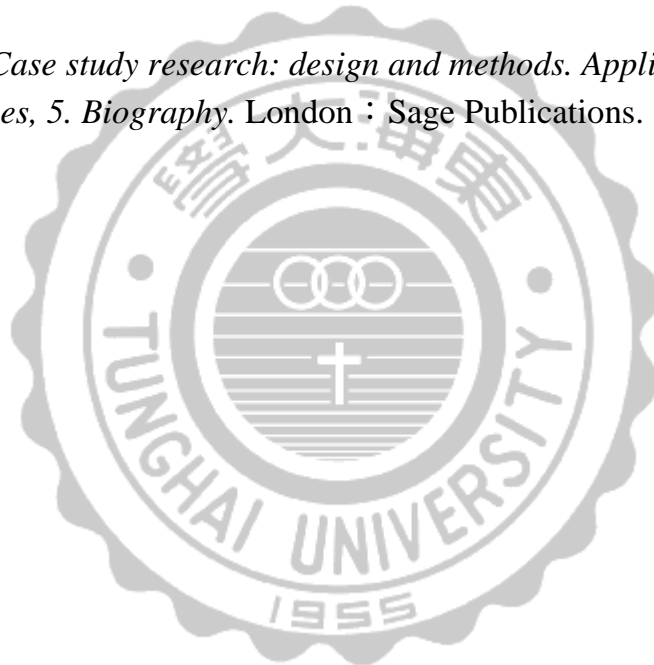 Case study research: design and methods. Appli
es, 5. Biography. London：Sage Publications.
東海大學
TUNGHAI UNIVERSITY
1955